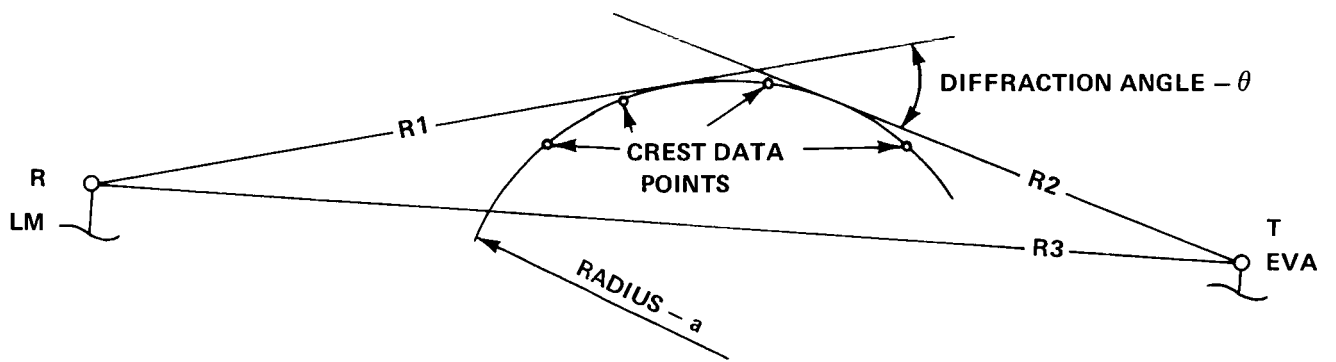 DIFFRACTION ANGLE – θ
R1
CREST DATA
POINTS
R
LM
R2
T
R3
EVA
RADIUS – a